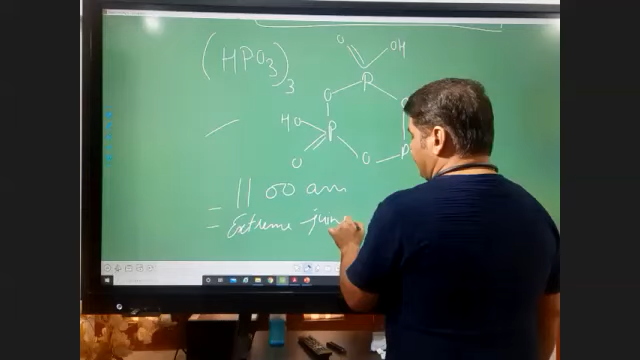 (HPO3)3
O OH
P
O
HO P
O O P
11 00 am
= Extreme